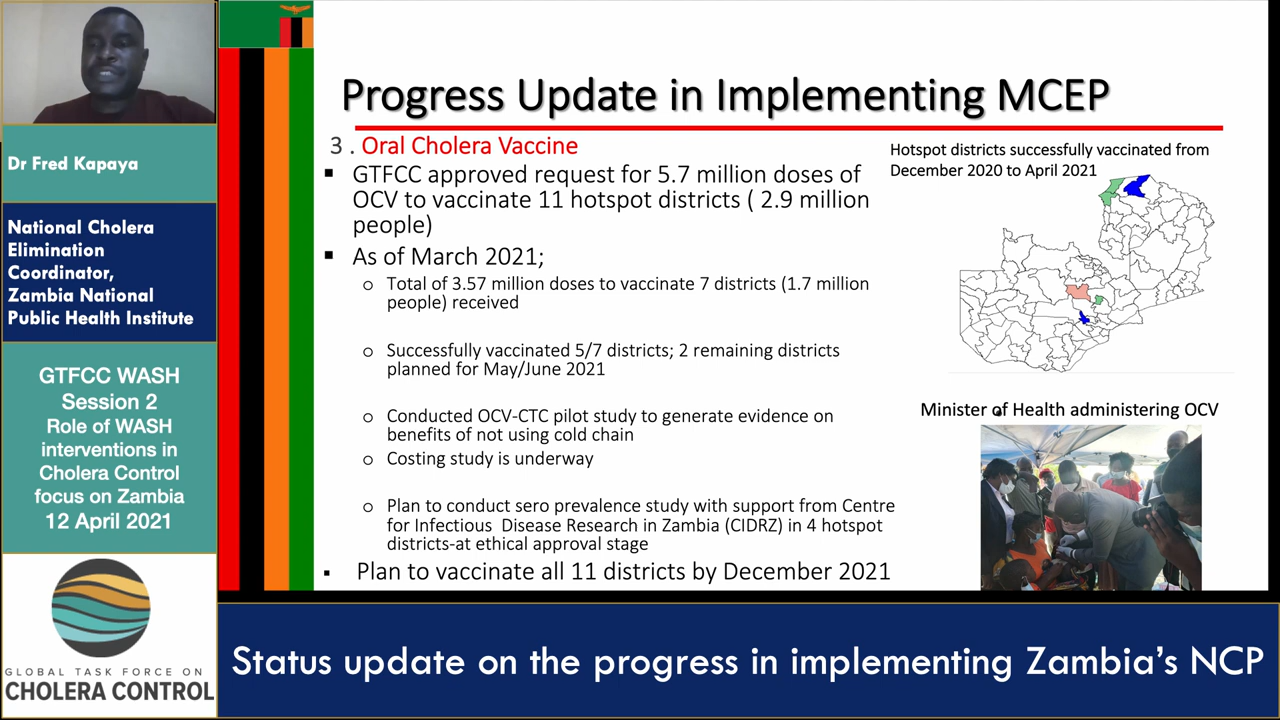 Dr Fred Kapaya
National Cholera
Elimination
Coordinator,
Zambia National
Public Health Institute
GTFCC WASH
Session 2
Role of WASH
interventions in
Cholera Control
focus on Zambia
12 April 2021
GLOBAL TASK FORCE ON
CHOLERA CONTROL
Progress Update in Implementing MCEP
3 . Oral Cholera Vaccine
▪ GTFCC approved request for 5.7 million doses of
OCV to vaccinate 11 hotspot districts ( 2.9 million
people)
▪ As of March 2021;
o Total of 3.57 million doses to vaccinate 7 districts (1.7 million
people) received
o Successfully vaccinated 5/7 districts; 2 remaining districts
planned for May/June 2021
o Conducted OCV-CTC pilot study to generate evidence on
benefits of not using cold chain
o Costing study is underway
o Plan to conduct sero prevalence study with support from Centre
for Infectious Disease Research in Zambia (CIDRZ) in 4 hotspot
districts-at ethical approval stage
▪ Plan to vaccinate all 11 districts by December 2021
Hotspot districts successfully vaccinated from
December 2020 to April 2021
Minister of Health administering OCV
Status update on the progress in implementing Zambia's NCP